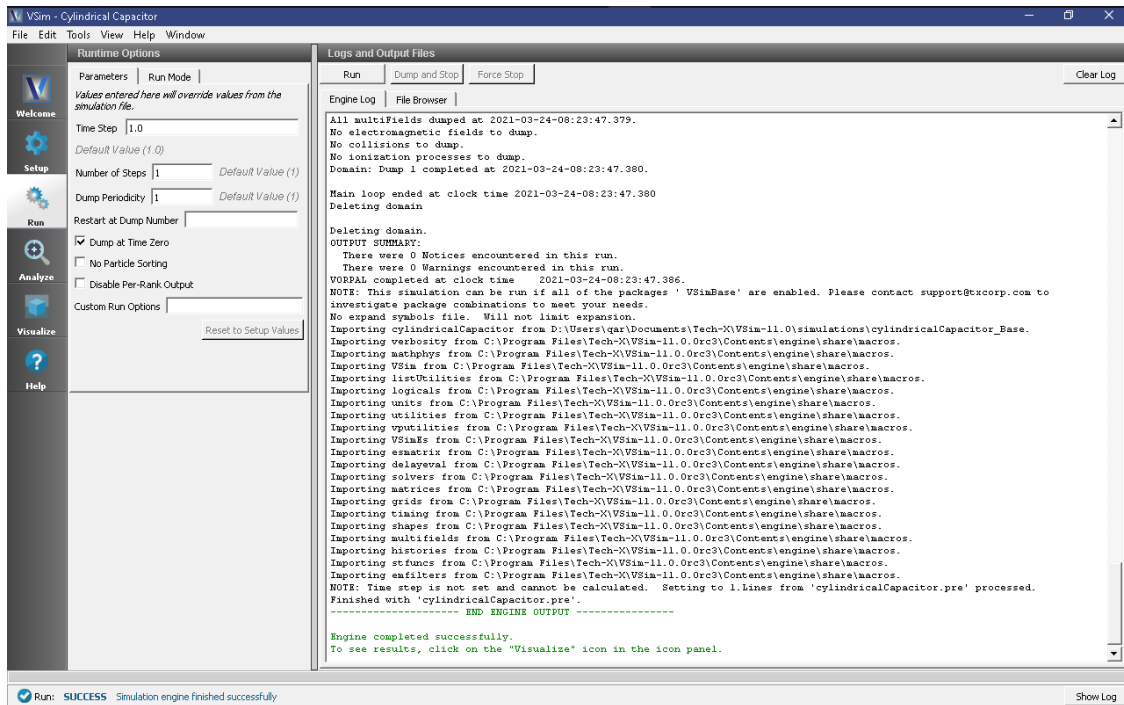 VSim - Cylindrical Capacitor
File Edit Tools View Help Window
Runtime Options
Logs and Output Files
Welcome
Setup
Run
Analyze
Visualize
Help
Parameters
Run Mode
Values entered here will override values from the
simulation file.
Time Step 1.0
Default Value (1.0)
Number of Steps 1 Default Value (1)
Dump Periodicity 1 Default Value (1)
Restart at Dump Number
Dump at Time Zero
No Particle Sorting
Disable Per-Rank Output
Custom Run Options
Reset to Setup Values
Run Dump and Stop Force Stop Clear Log
Engine Log File Browser
All multiFields dumped at 2021-03-24-08:23:47.379.
No electromagnetic fields to dump.
No collisions to dump.
No ionization processes to dump.
Domain: Dump 1 completed at 2021-03-24-08:23:47.380.
Main loop ended at clock time 2021-03-24-08:23:47.380
Deleting domain
Deleting domain.
OUTPUT SUMMARY:
There were 0 Notices encountered in this run.
There were 0 Warnings encountered in this run.
VORPAL completed at clock time 2021-03-24-08:23:47.386.
NOTE: This simulation can be run if all of the packages ' VSimBase' are enabled. Please contact support@txcorp.com to
investigate package combinations to meet your needs.
No expand symbols file. Will not limit expansion.
Importing cylindricalCapacitor from D:\Users\qar\Documents\Tech-X\VSim-11.0\simulations\cylindricalCapacitor_Base.
Importing verbosity from C:\Program Files\Tech-X\VSim-11.0.0rc3\Contents\engine\share\macros.
Importing mathphys from C:\Program Files\Tech-X\VSim-11.0.0rc3\Contents\engine\share\macros.
Importing VSim from C:\Program Files\Tech-X\VSim-11.0.0rc3\Contents\engine\share\macros.
Importing listUtilities from C:\Program Files\Tech-X\VSim-11.0.0rc3\Contents\engine\share\macros.
Importing logicals from C:\Program Files\Tech-X\VSim-11.0.0rc3\Contents\engine\share\macros.
Importing units from C:\Program Files\Tech-X\VSim-11.0.0rc3\Contents\engine\share\macros.
Importing utilities from C:\Program Files\Tech-X\VSim-11.0.0rc3\Contents\engine\share\macros.
Importing vputilities from C:\Program Files\Tech-X\VSim-11.0.0rc3\Contents\engine\share\macros.
Importing VSimEs from C:\Program Files\Tech-X\VSim-11.0.0rc3\Contents\engine\share\macros.
Importing esmatrix from C:\Program Files\Tech-X\VSim-11.0.0rc3\Contents\engine\share\macros.
Importing delayeval from C:\Program Files\Tech-X\VSim-11.0.0rc3\Contents\engine\share\macros.
Importing solvers from C:\Program Files\Tech-X\VSim-11.0.0rc3\Contents\engine\share\macros.
Importing matrices from C:\Program Files\Tech-X\VSim-11.0.0rc3\Contents\engine\share\macros.
Importing grids from C:\Program Files\Tech-X\VSim-11.0.0rc3\Contents\engine\share\macros.
Importing timing from C:\Program Files\Tech-X\VSim-11.0.0rc3\Contents\engine\share\macros.
Importing shapes from C:\Program Files\Tech-X\VSim-11.0.0rc3\Contents\engine\share\macros.
Importing multifields from C:\Program Files\Tech-X\VSim-11.0.0rc3\Contents\engine\share\macros.
Importing histories from C:\Program Files\Tech-X\VSim-11.0.0rc3\Contents\engine\share\macros.
Importing stfuncs from C:\Program Files\Tech-X\VSim-11.0.0rc3\Contents\engine\share\macros.
Importing emfilters from C:\Program Files\Tech-X\VSim-11.0.0rc3\Contents\engine\share\macros.
NOTE: Time step is not set and cannot be calculated. Setting to 1.Lines from 'cylindricalCapacitor.pre' processed.
Finished with 'cylindricalCapacitor.pre'.
-------------------- END ENGINE OUTPUT ----------------
Engine completed successfully.
To see results, click on the "Visualize" icon in the icon panel.
Run: SUCCESS Simulation engine finished successfully
Show Log